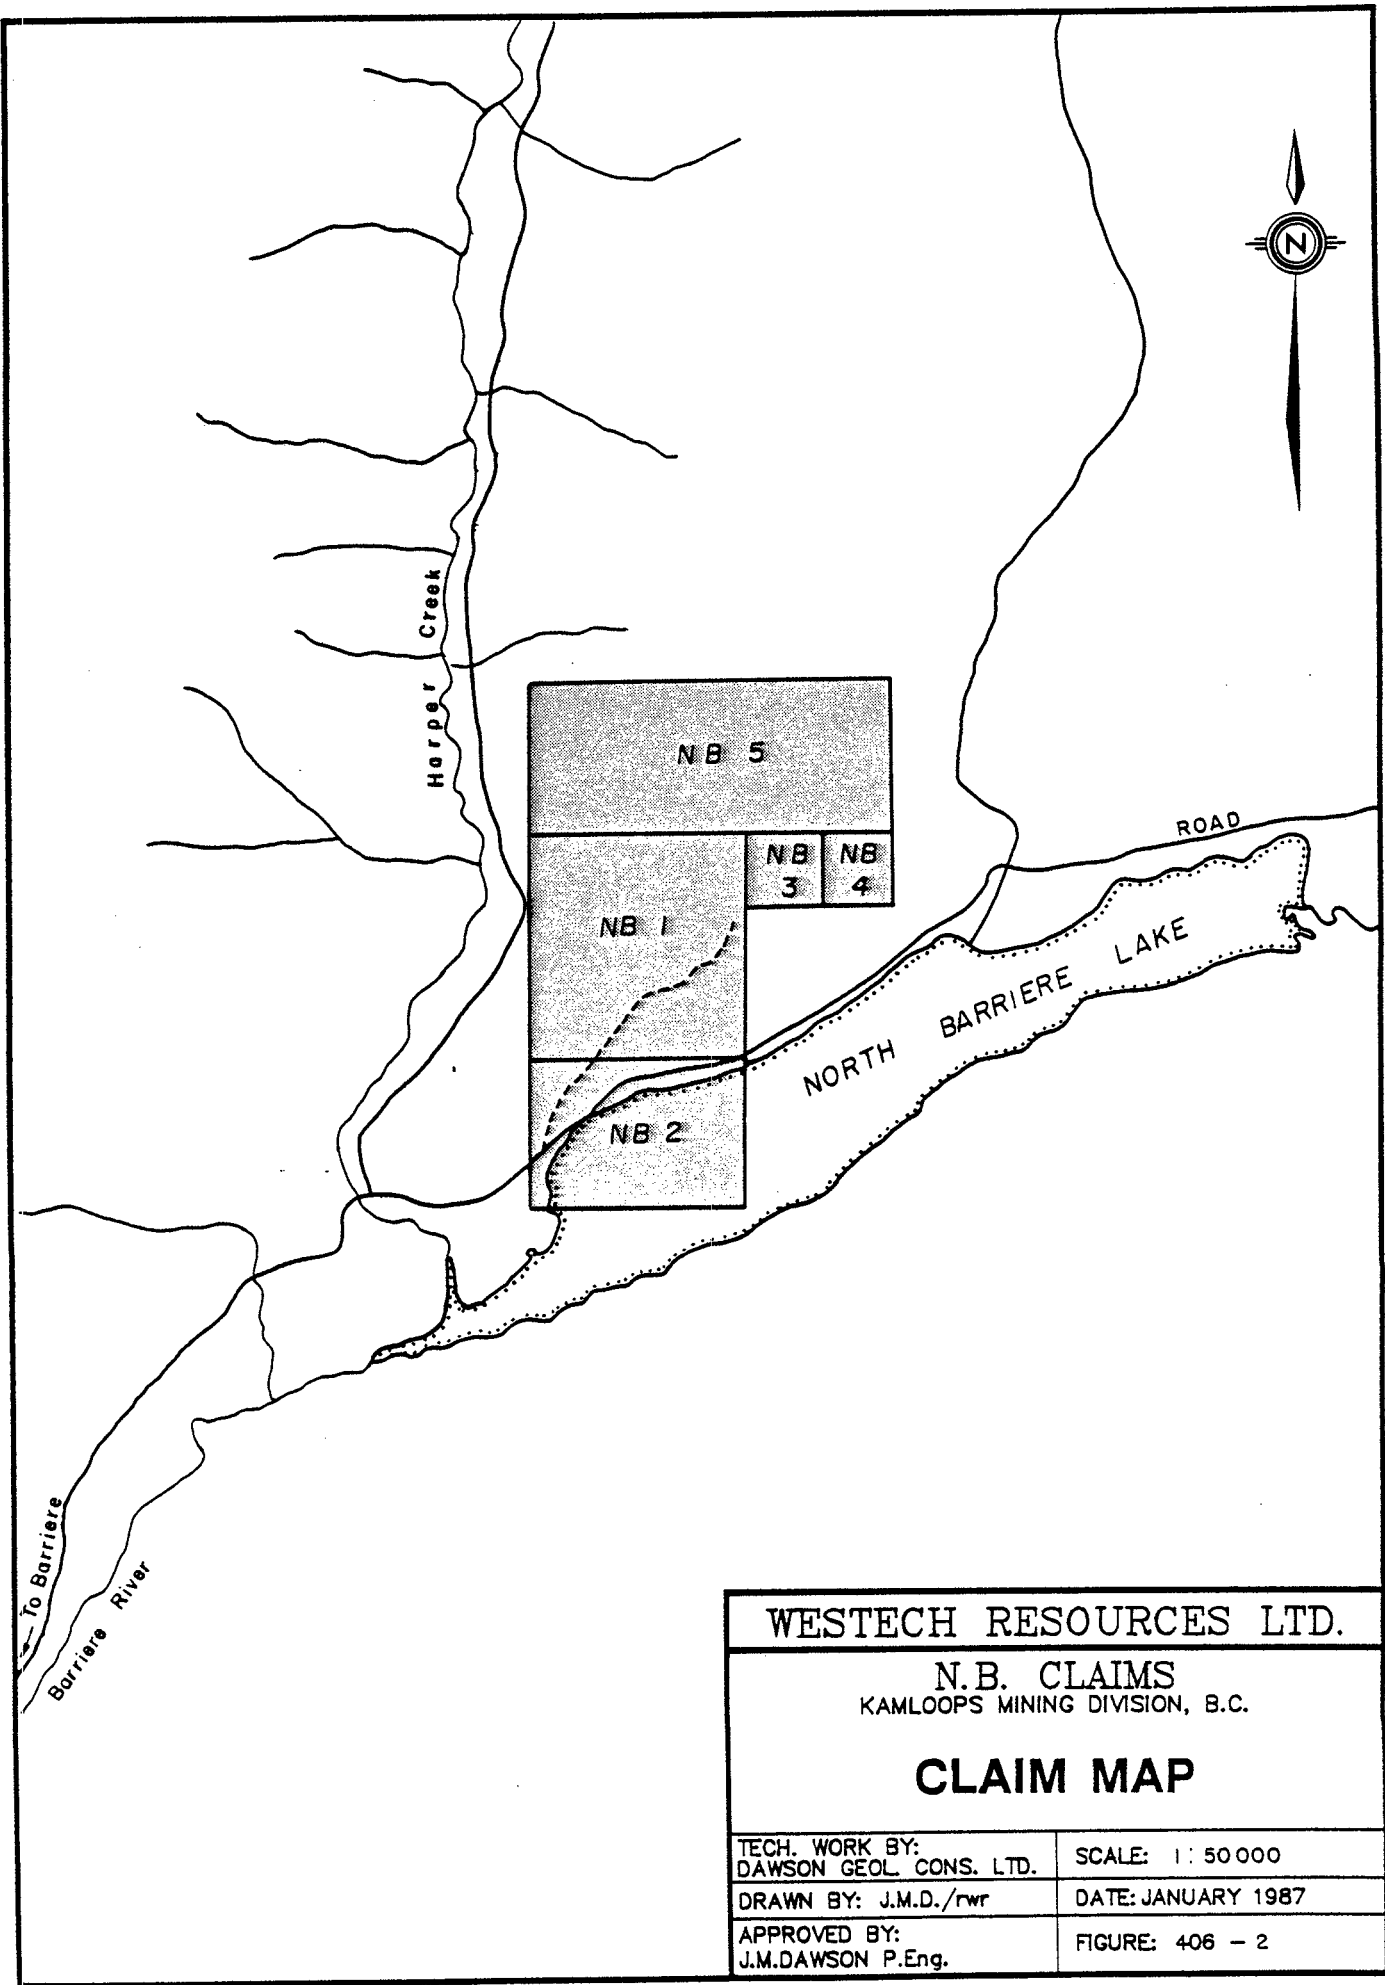 N
Harper Creek
NB 5
NB 3
NB 4
NB 1
NB 2
ROAD
NORTH BARRIERE LAKE
To Barriere
Barriere River
WESTECH RESOURCES LTD.
N.B. CLAIMS
KAMLOOPS MINING DIVISION, B.C.
CLAIM MAP
TECH. WORK BY:
DAWSON GEOL. CONS. LTD.
SCALE: 1:50 000
DRAWN BY: J.M.D./rwr
DATE: JANUARY 1987
APPROVED BY:
J.M.DAWSON P.Eng.
FIGURE: 406 - 2